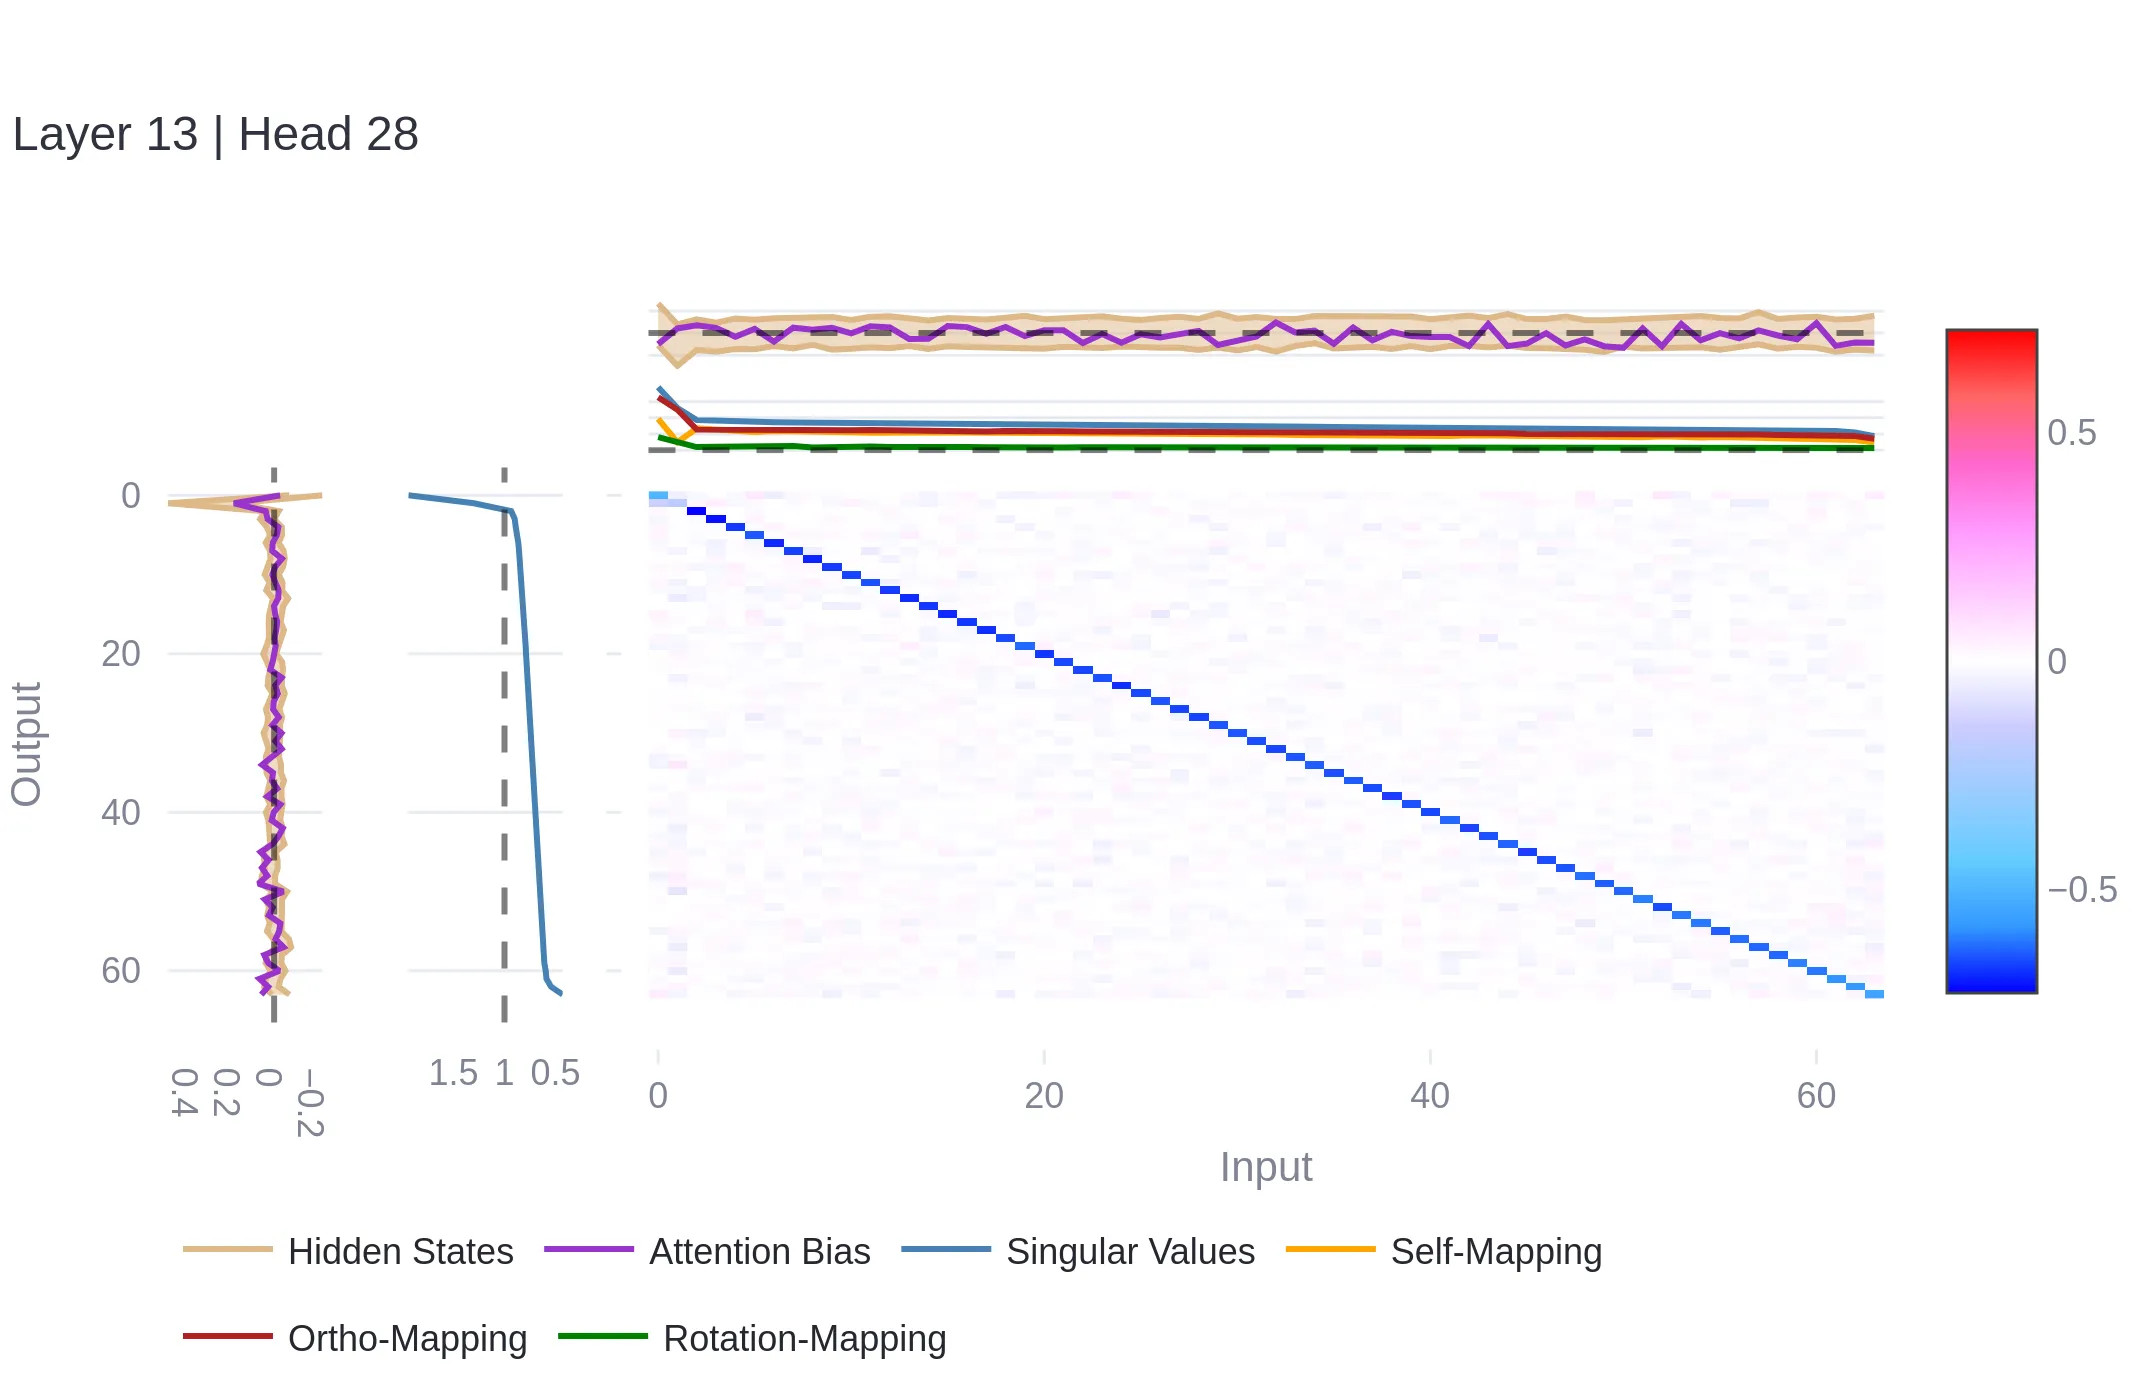 Layer 13 | Head 28
0.5
0
−0.5
Output
0
20
40
60
0.4
0.2
0
−0.2
1.5
1
0.5
0
20
40
60
Input
Hidden States
Attention Bias
Singular Values
Self-Mapping
Ortho-Mapping
Rotation-Mapping